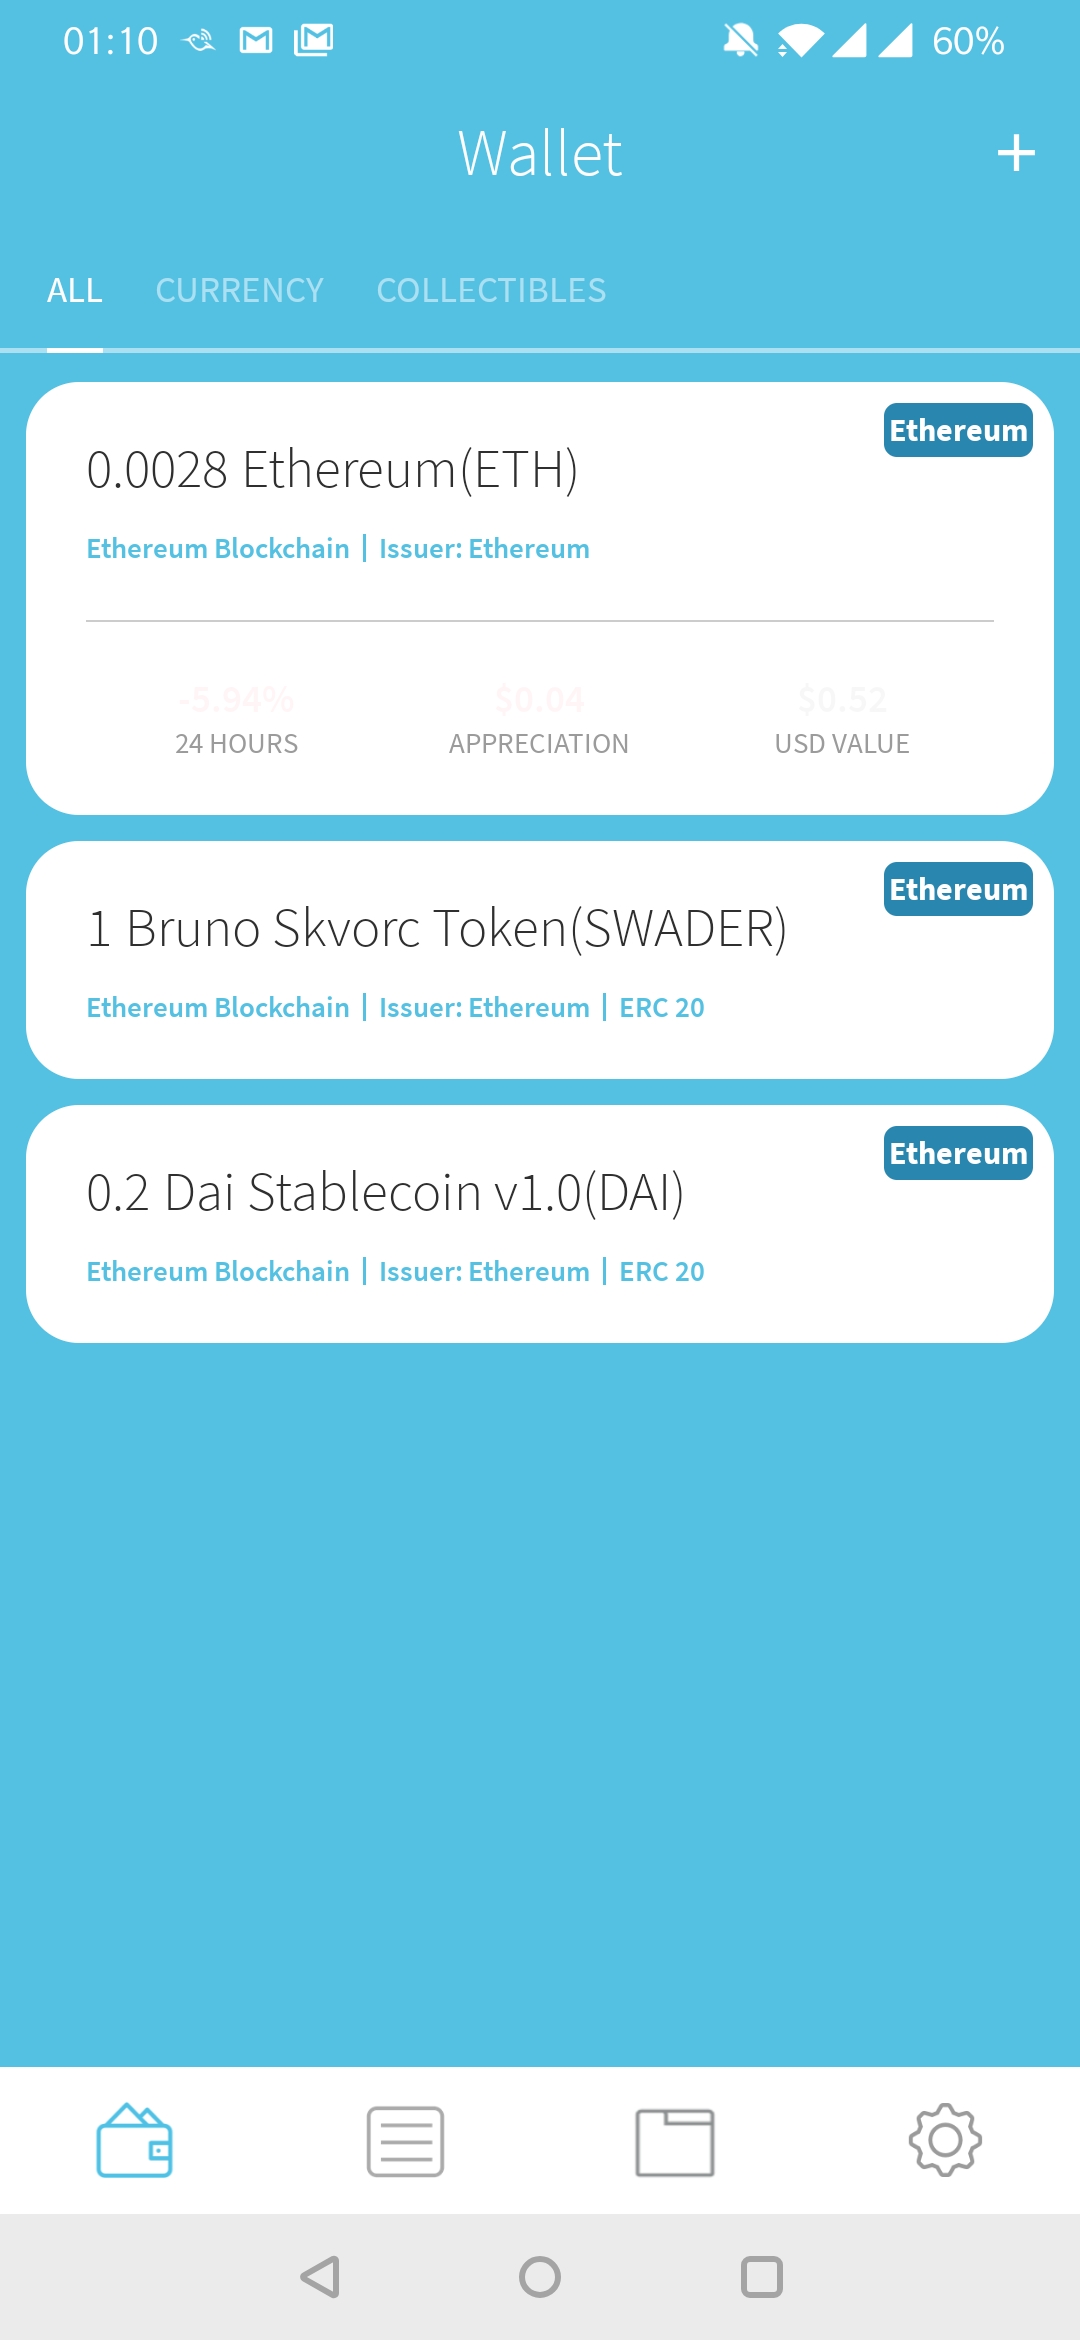 01:10 60%
Wallet
ALL CURRENCY COLLECTIBLES
Ethereum
0.0028 Ethereum(ETH)
Ethereum Blockchain | Issuer: Ethereum
-5.94% $0.04 $0.52
24 HOURS APPRECIATION USD VALUE
Ethereum
1 Bruno Skvorc Token(SWADER)
Ethereum Blockchain | Issuer: Ethereum | ERC 20
Ethereum
0.2 Dai Stablecoin v1.0(DAI)
Ethereum Blockchain | Issuer: Ethereum | ERC 20